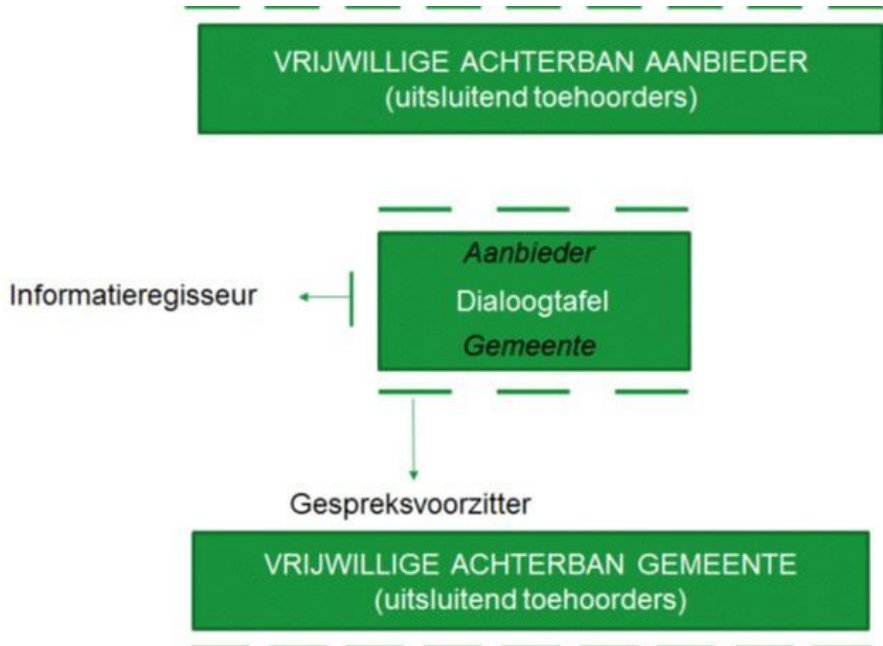 VRIJWILLIGE ACHTERBAN AANBIEDER
(uitsluitend toehoorders)
Aanbieder
Informatieregisseur
Dialoogtafel
Gemeente
Gespreksvoorzitter
VRIJWILLIGE ACHTERBAN GEMEENTE
(uitsluitend toehoorders)